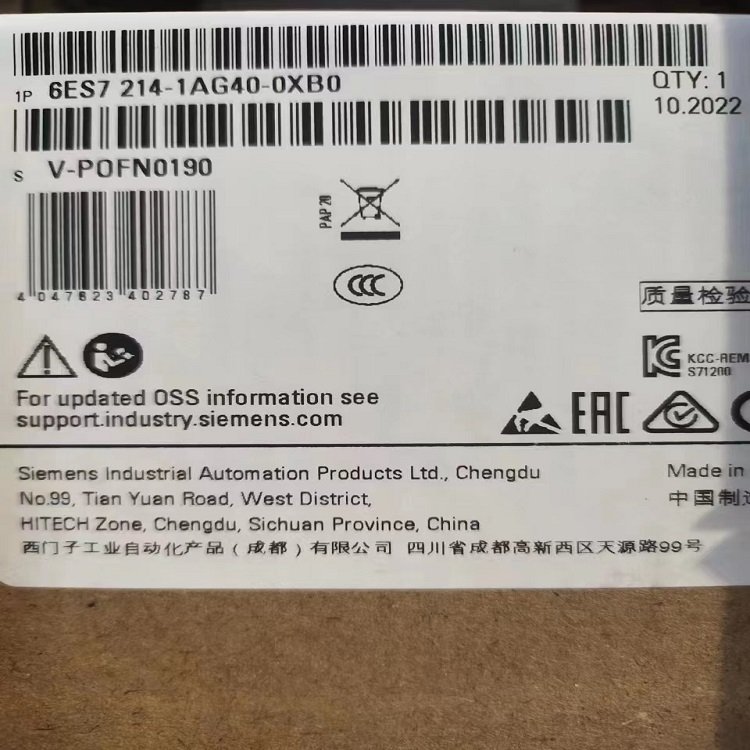 1P 6ES7 214-1AG40-0XB0
QTY: 1
10.2022
S V-POFN0190
PAP 20
4 047623 402787
CCC
质量检验
KCC-REM
S71200
For updated OSS information see
support.industry.siemens.com
EAC
Siemens Industrial Automation Products Ltd., Chengdu
No.99, Tian Yuan Road, West District,
HITECH Zone, Chengdu, Sichuan Province, China
Made in
中国制造
西门子工业自动化产品(成都)有限公司 四川省成都高新西区天源路99号